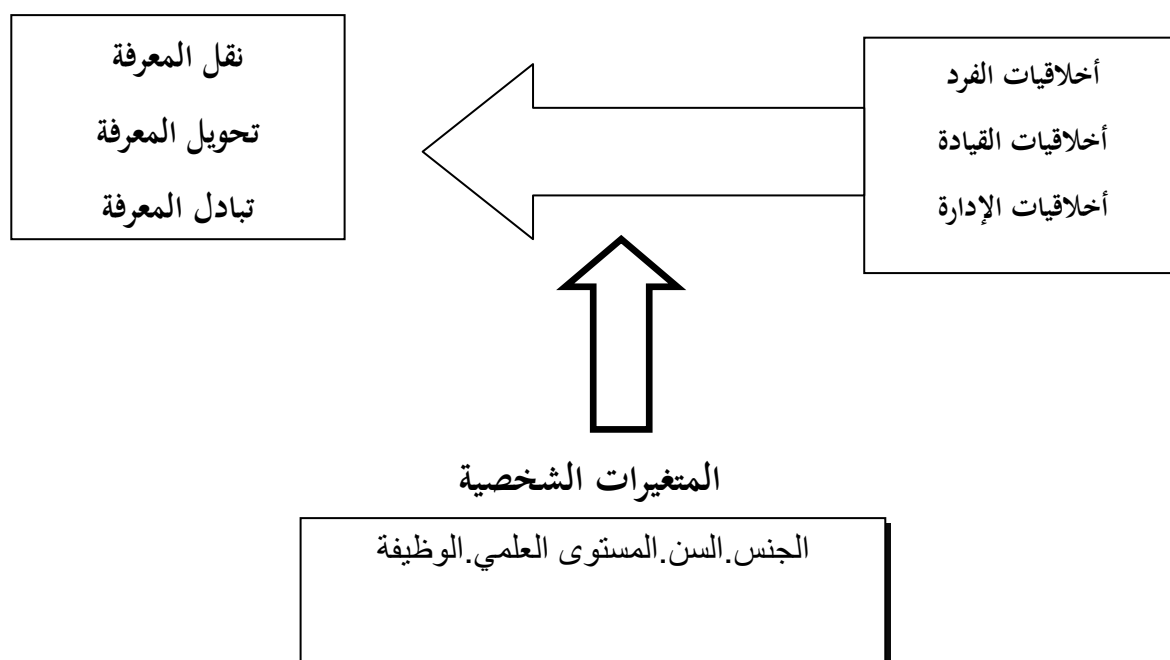 أخلاقيات الفرد
أخلاقيات القيادة
أخلاقيات الإدارة
نقل المعرفة
تحويل المعرفة
تبادل المعرفة
المتغيرات الشخصية
الجنس.السن.المستوى العلمي.الوظيفة